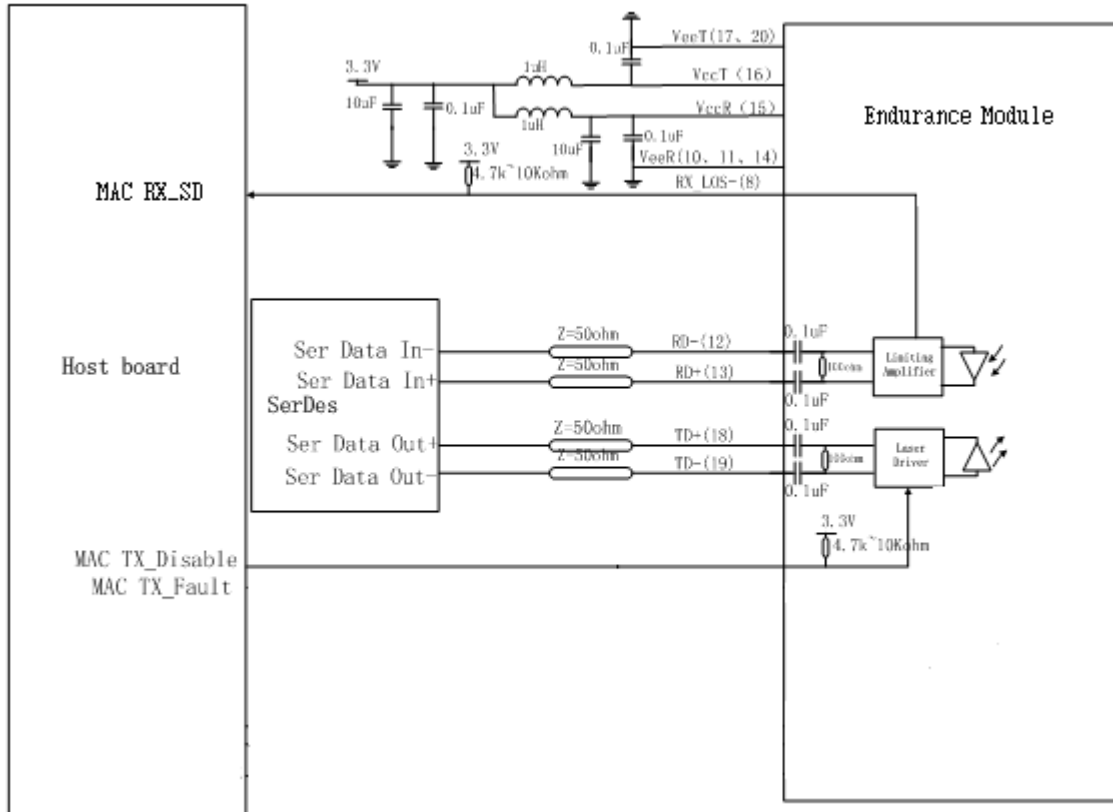 VeeT(17、20)
0.1uF
3.3V
1uH
VccT (16)
10uF
0.1uF
VccR (15)
1uH
10uF
0.1uF
Endurance Module
3.3V
VeeR(10、11、14)
4.7k~10Kohm
RX_LOS-(8)
MAC RX_SD
0.1uF
Z=50ohm
RD-(12)
Ser Data In-
Limiting
Amplifier
100ohm
Host board
Z=50ohm
RD+(13)
Ser Data In+
0.1uF
SerDes
0.1uF
Z=50ohm
TD+(18)
Ser Data Out+
Laser
Driver
100ohm
Z=50ohm
TD-(19)
Ser Data Out-
0.1uF
3.3V
4.7k~10Kohm
MAC TX_Disable
MAC TX_Fault